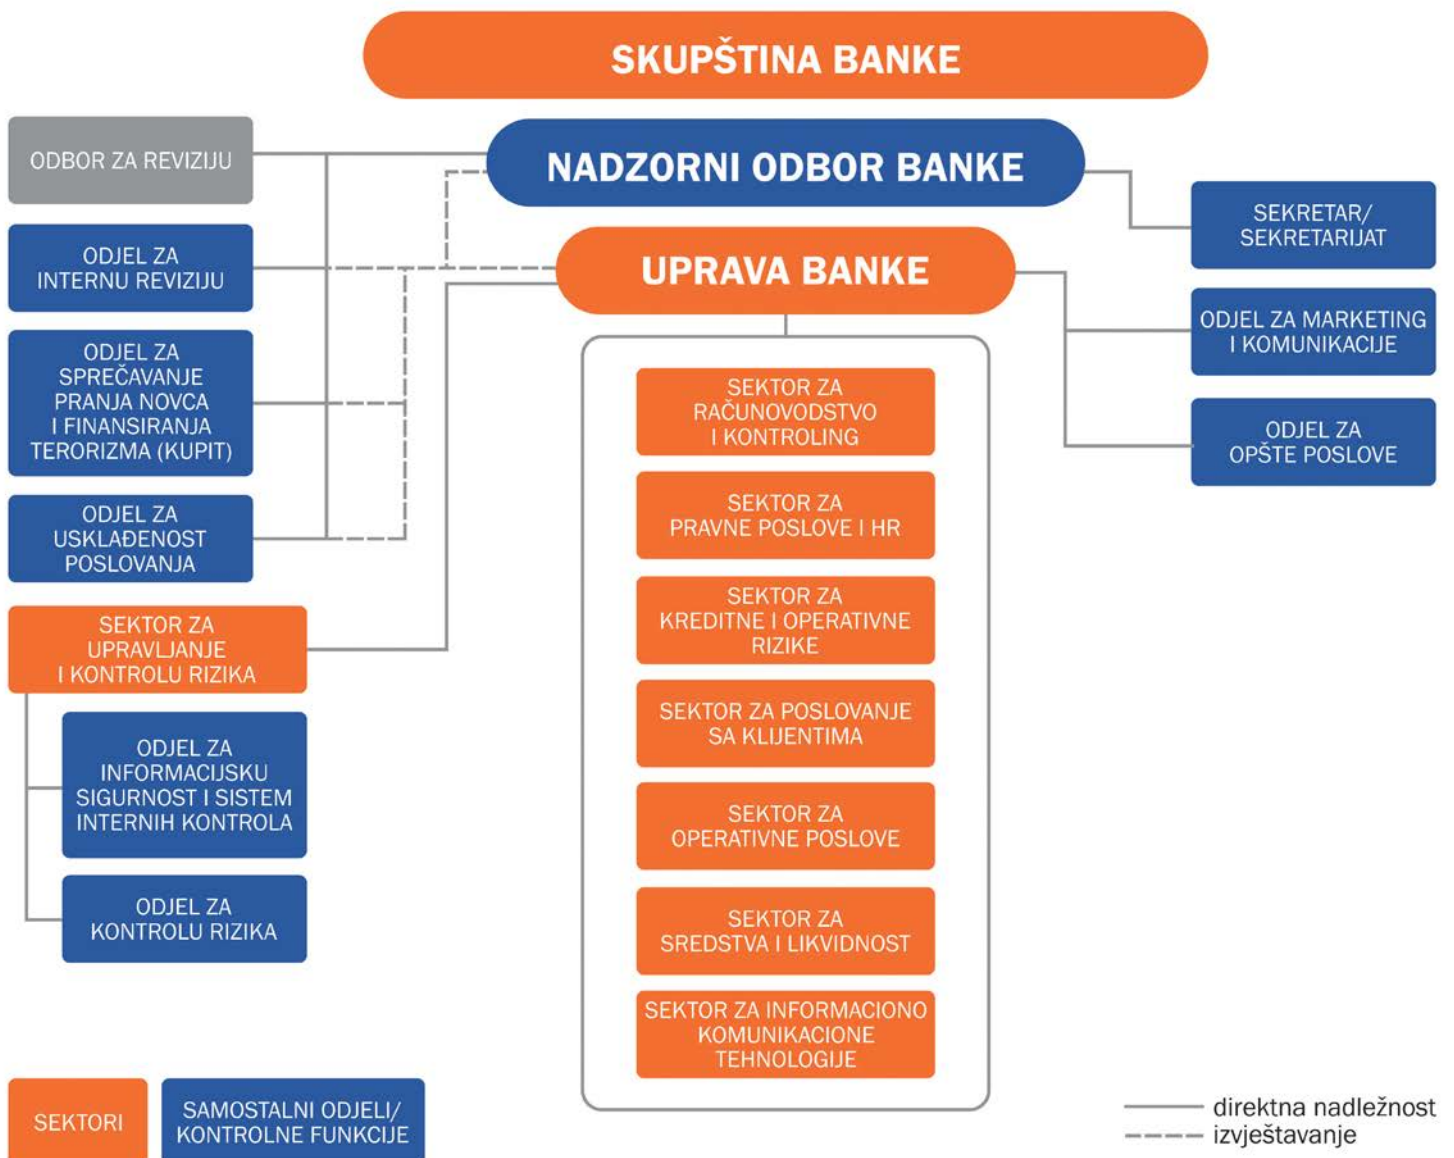 SKUPŠTINA BANKE
NADZORNI ODBOR BANKE
UPRAVA BANKE
ODBOR ZA REVIZIJU
ODJEL ZA
INTERNU REVIZIJU
ODJEL ZA
SPREČAVANJE
PRANJA NOVCA
I FINANSIRANJA
TERORIZMA (KUPIT)
ODJEL ZA
USKLAĐENOST
POSLOVANJA
SEKTOR ZA
UPRAVLJANJE
I KONTROLU RIZIKA
ODJEL ZA
INFORMACIJSKU
SIGURNOST I SISTEM
INTERNIH KONTROLA
ODJEL ZA
KONTROLU RIZIKA
SEKTOR ZA
RAČUNOVODSTVO
I KONTROLING
SEKTOR ZA
PRAVNE POSLOVE I HR
SEKTOR ZA
KREDITNE I OPERATIVNE
RIZIKE
SEKTOR ZA POSLOVANJE
SA KLIJENTIMA
SEKTOR ZA
OPERATIVNE POSLOVE
SEKTOR ZA
SREDSTVA I LIKVIDNOST
SEKTOR ZA INFORMACIONO
KOMUNIKACIONE
TEHNOLOGIJE
SEKRETAR/
SEKRETARIJAT
ODJEL ZA MARKETING
I KOMUNIKACIJE
ODJEL ZA
OPŠTE POSLOVE
SEKTORI
SAMOSTALNI ODJELI/
KONTROLNE FUNKCIJE
direktna nadležnost
izvještavanje